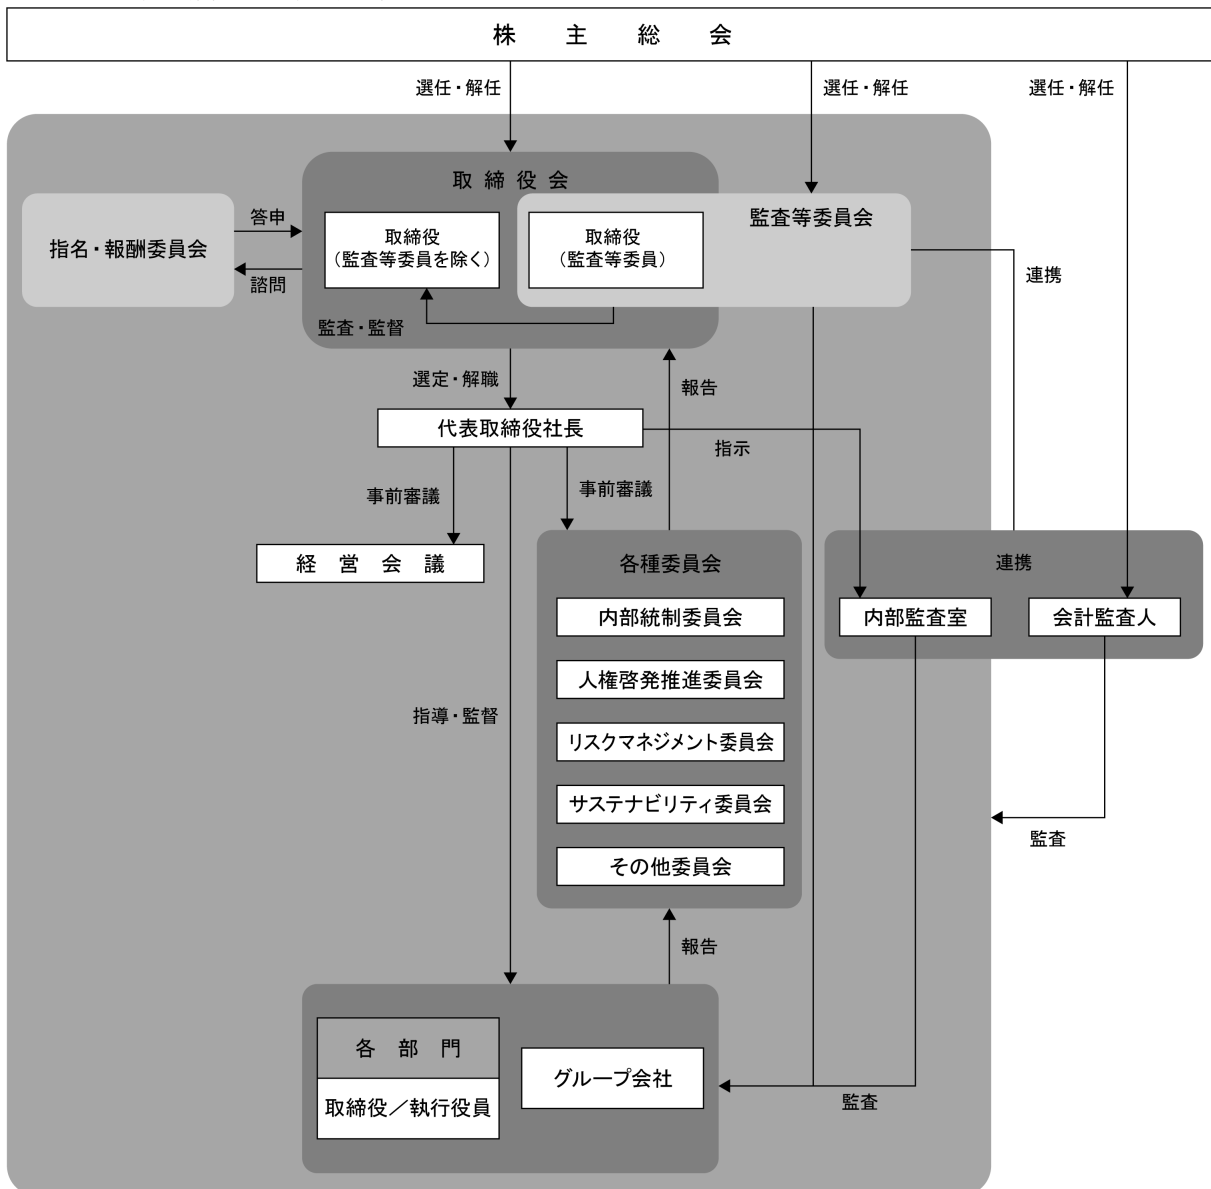 株　主　総　会
選任・解任
選任・解任
選任・解任
取 締 役 会
監査等委員会
指名・報酬委員会
答申
諮問
取締役
（監査等委員を除く）
取締役
（監査等委員）
監査・監督
連携
選定・解職
報告
代表取締役社長
指示
事前審議
事前審議
経　営　会　議
各種委員会
内部統制委員会
人権啓発推進委員会
リスクマネジメント委員会
サステナビリティ委員会
その他委員会
連携
内部監査室
会計監査人
指導・監督
監査
報告
各　部　門
取締役／執行役員
グループ会社
監査